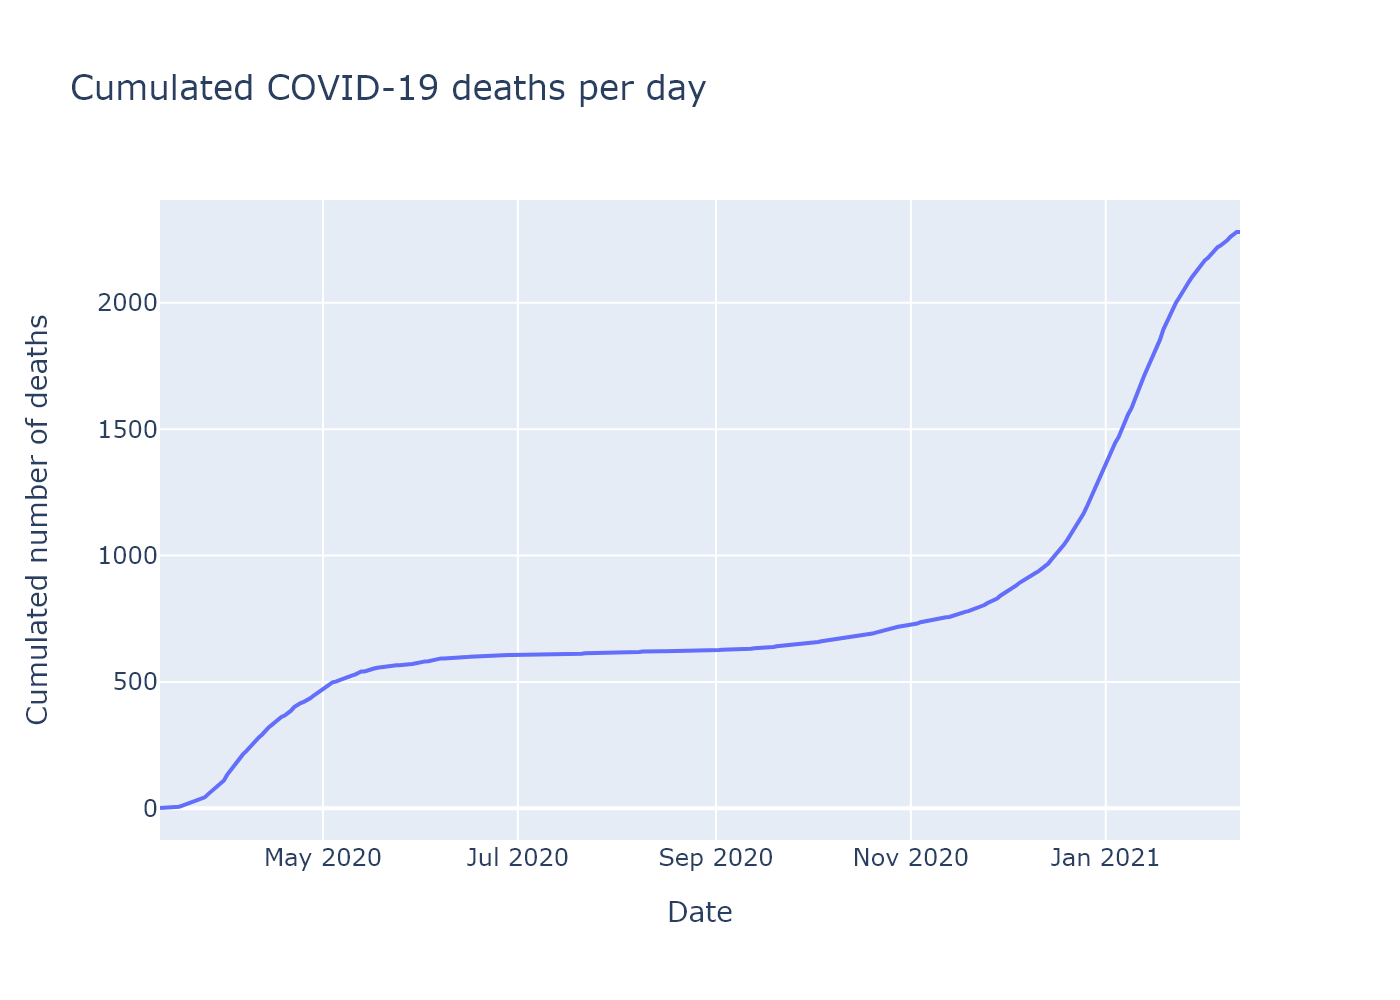 Cumulated COVID-19 deaths per day
Cumulated number of deaths
2000
1500
1000
500
0
May 2020
Jul 2020
Sep 2020
Nov 2020
Jan 2021
Date